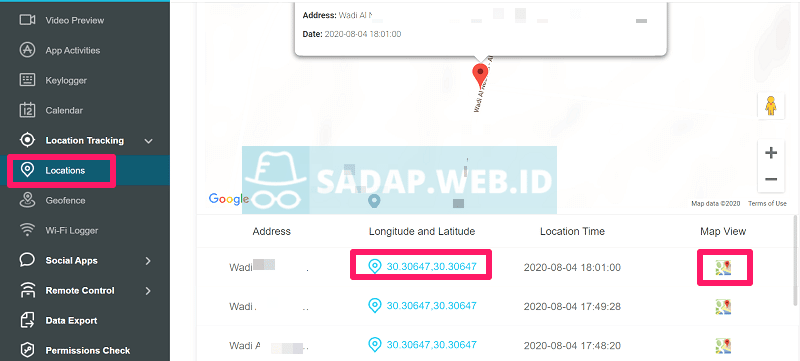 Video Preview
App Activities
Keylogger
12
Calendar
Location Tracking
Locations
Geofence
Wi-Fi Logger
Social Apps
Remote Control
Data Export
Permissions Check
Address: Wadi Al
Date: 2020-08-04 18:01:00
Wadi Al
SADAP.WEB.ID
Google
Map data ©2020 Terms of Use
Address Longitude and Latitude Location Time Map View
Wadi 30.30647,30.30647 2020-08-04 18:01:00
Wadi 30.30647,30.30647 2020-08-04 17:49:28
Wadi 30.30647,30.30647 2020-08-04 17:48:20